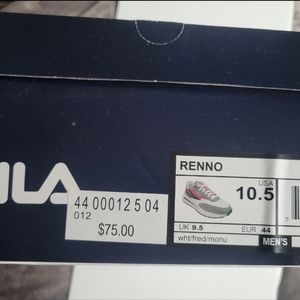 ILA
44 00012 5 04
012
$75.00
RENNO
USA
10.5
UK 9.5 EUR 44
wht/fred/monu
MEN'S
7